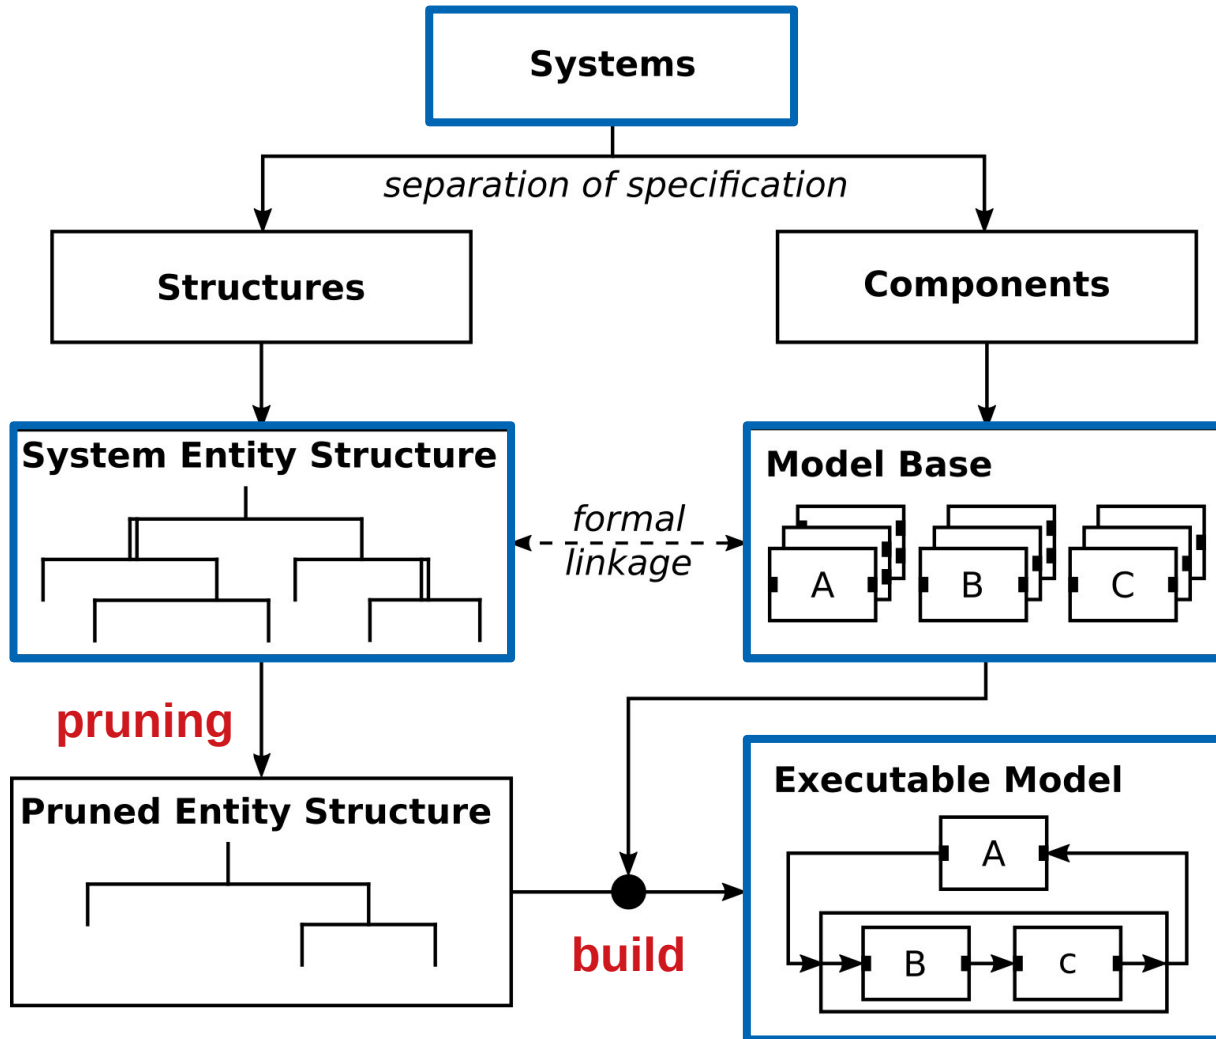 Systems
separation of specification
Structures
Components
System Entity Structure
Model Base
formal
linkage
A
B
C
pruning
Executable Model
Pruned Entity Structure
A
build
B
c